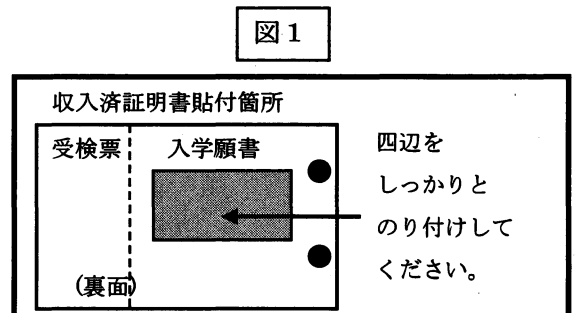 図1
収入済証明書貼付箇所
受検票
入学願書
(裏面)
四辺を
しっかりと
のり付けして
ください。